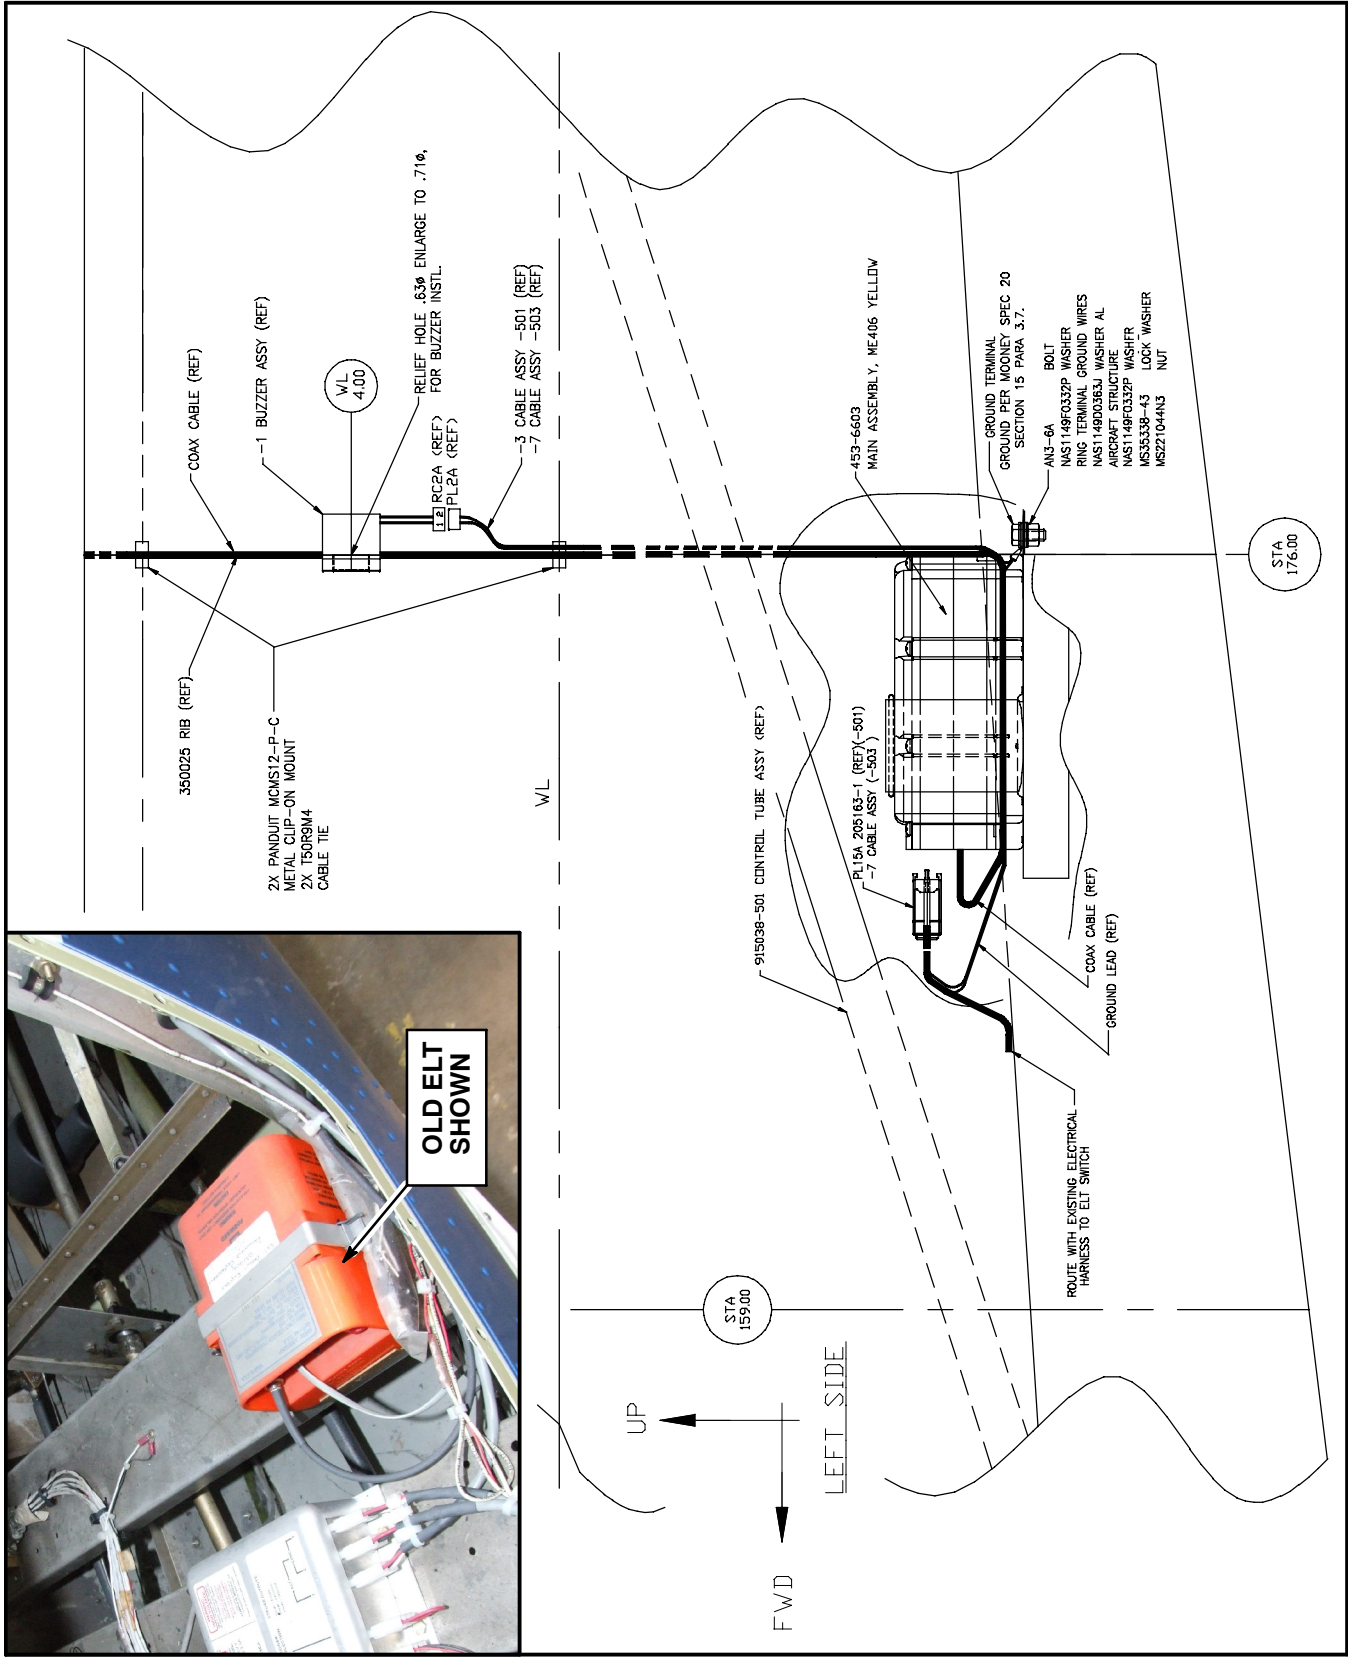 OLD ELT
SHOWN
350025 RIB (REF)
COAX CABLE (REF)
2X PANDUIT MCMS12-P-C
METAL CLIP-ON MOUNT
2X T50R9M4
CABLE TIE
-1 BUZZER ASSY (REF)
WL
4.00
RELIEF HOLE .63ø ENLARGE TO .71ø,
FOR BUZZER INSTL.
1 2
RC2A (REF)
PL2A (REF)
-3 CABLE ASSY -501 (REF)
-7 CABLE ASSY -503 (REF)
WL
915038-501 CONTROL TUBE ASSY (REF)
PL15A 205163-1 (REF)(-501)
-7 CABLE ASSY (-503 )
453-6603
MAIN ASSEMBLY, ME406 YELLOW
GROUND TERMINAL
GROUND PER MOONEY SPEC 20
SECTION 15 PARA 3.7.
AN3-6A BOLT
NAS1149F0332P WASHER
RING TERMINAL GROUND WIRES
NAS1149D0363J WASHER AL
AIRCRAFT STRUCTURE
NAS1149F0332P WASHER
MS35338-43 LOCK WASHER
MS21044N3 NUT
COAX CABLE (REF)
GROUND LEAD (REF)
ROUTE WITH EXISTING ELECTRICAL
HARNESS TO ELT SWITCH
STA
159.00
STA
176.00
UP
FWD
LEFT SIDE